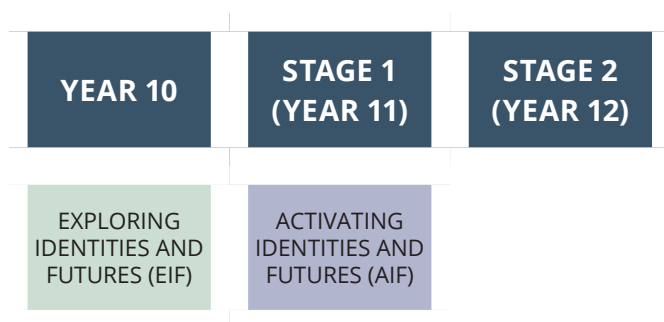 YEAR 10
STAGE 1
(YEAR 11)
STAGE 2
(YEAR 12)
EXPLORING
IDENTITIES AND
FUTURES (EIF)
ACTIVATING
IDENTITIES AND
FUTURES (AIF)